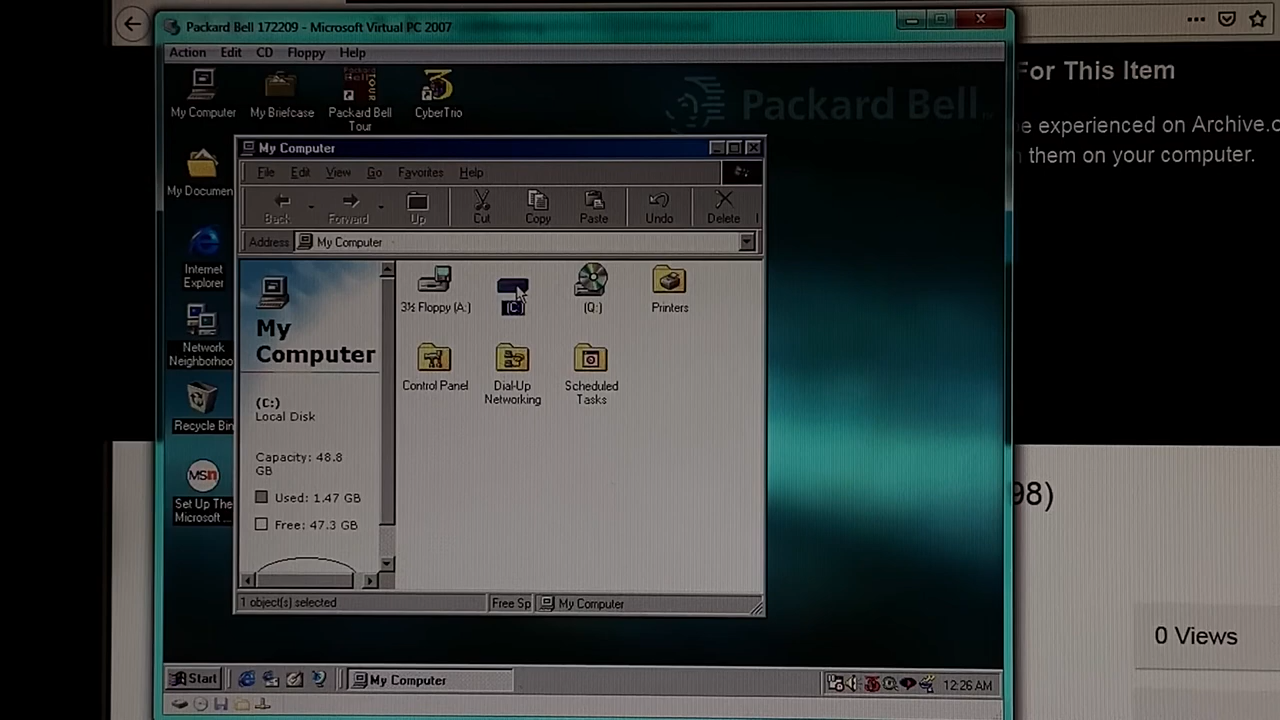 Packard Bell 172209 - Microsoft Virtual PC 2007
Action Edit CD Floppy Help
My Computer
My Briefcase
Packard Bell
Tour
CyberTrio
Packard Bell
My Documen
Internet
Explorer
Network
Neighborhoo
Recycle Bin
MSN
Set Up The
Microsoft ...
My Computer
File Edit View Go Favorites Help
Back Forward Up Cut Copy Paste Undo Delete
Address My Computer
My
Computer
(C:)
Local Disk
Capacity: 48.8
GB
Used: 1.47 GB
Free: 47.3 GB
3½ Floppy (A:)
(C:)
(Q:)
Printers
Control Panel
Dial-Up
Networking
Scheduled
Tasks
1 object(s) selected
Free Sp
My Computer
Start
My Computer
12:26 AM
For This Item
e experienced on Archive.o
them on your computer.
98)
0 Views